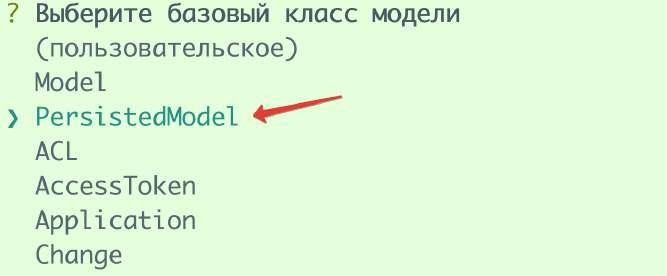 ? Выберите базовый класс модели
(пользовательское)
Model
❯ PersistedModel
ACL
AccessToken
Application
Change